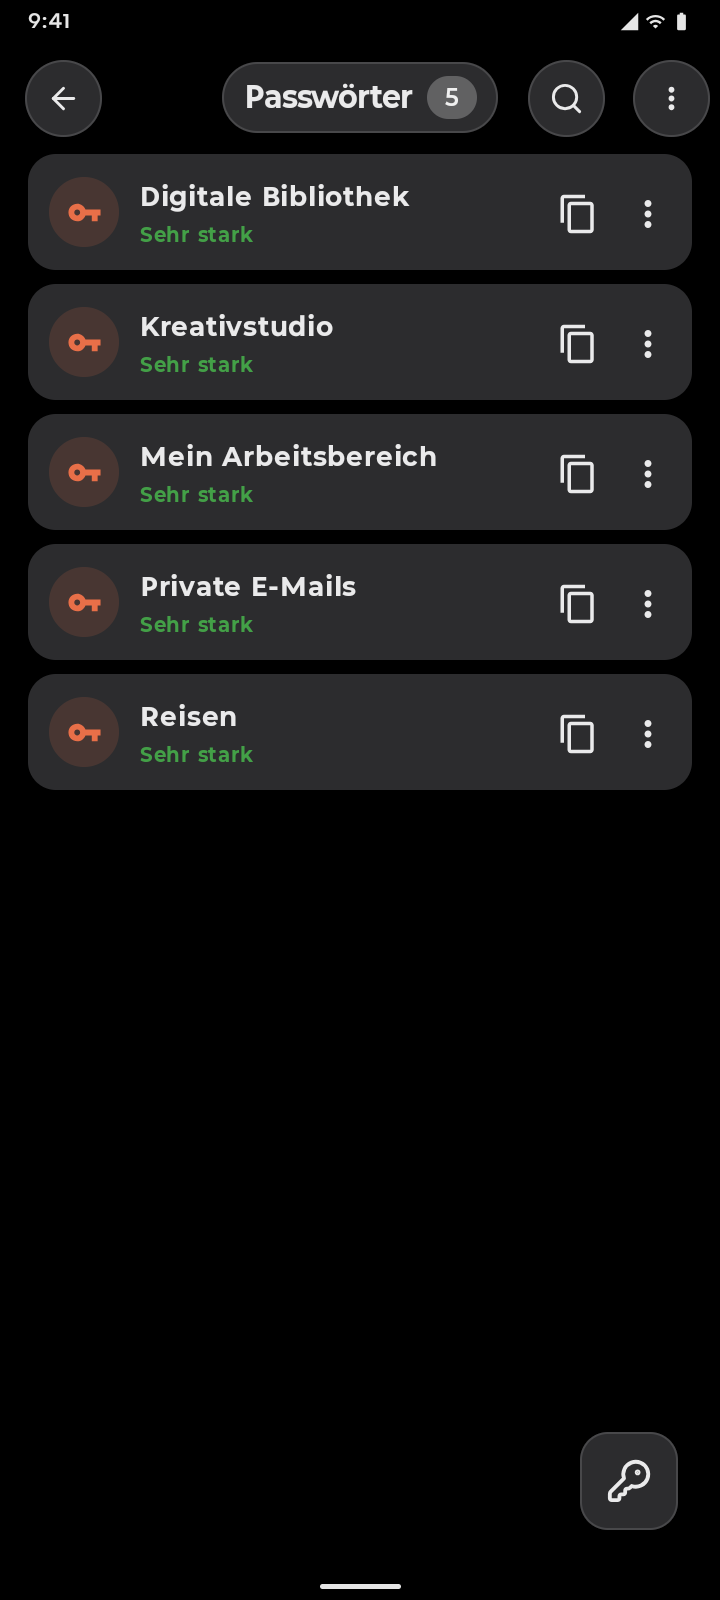 9:41
Passwörter 5
Digitale Bibliothek
Sehr stark
Kreativstudio
Sehr stark
Mein Arbeitsbereich
Sehr stark
Private E-Mails
Sehr stark
Reisen
Sehr stark